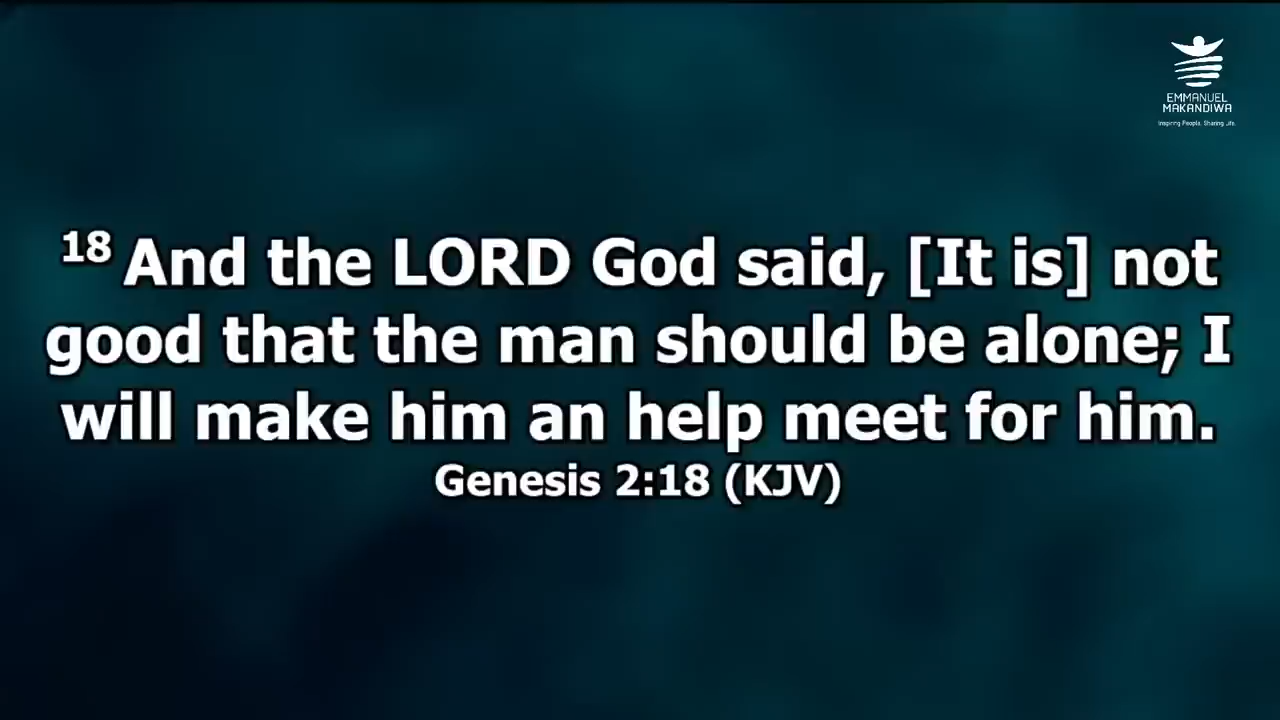 EMMANUEL
MAKANDIWA
Inspiring People. Sharing Life.
18 And the LORD God said, [It is] not
good that the man should be alone; I
will make him an help meet for him.
Genesis 2:18 (KJV)